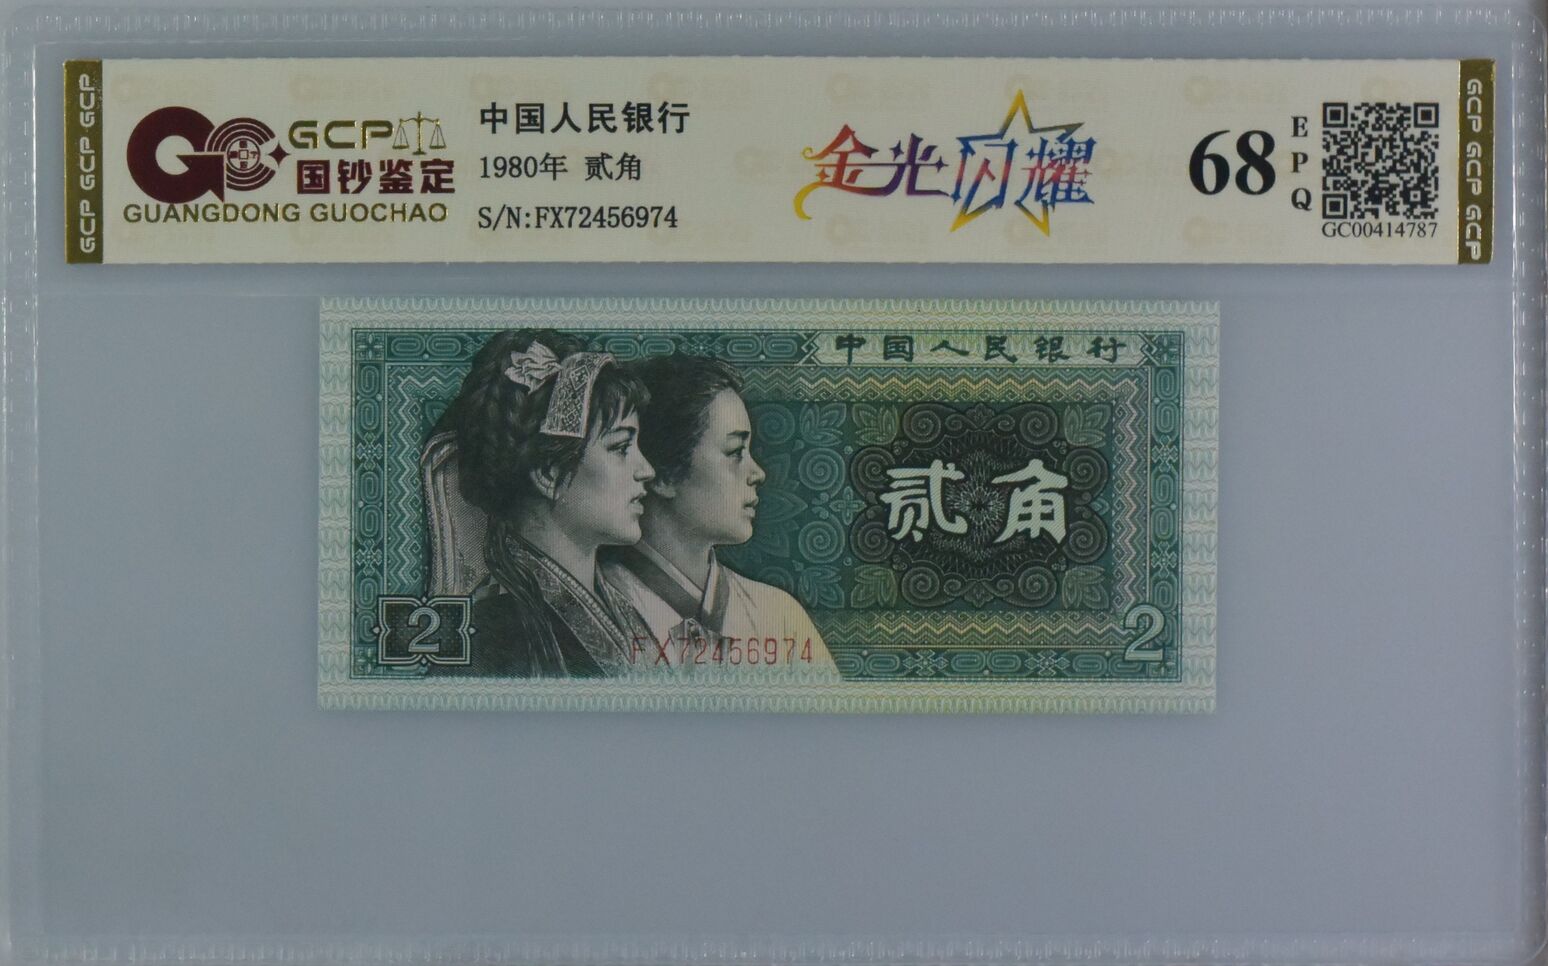 GCP GCP GCP
GCP
国钞鉴定
GUANGDONG GUOCHAO
中国人民银行
1980年 贰角
S/N:FX72456974
金光闪耀
68
EPQ
GC00414787
GCP GCP GCP
中国人民银行
贰角
2
2
FX72456974